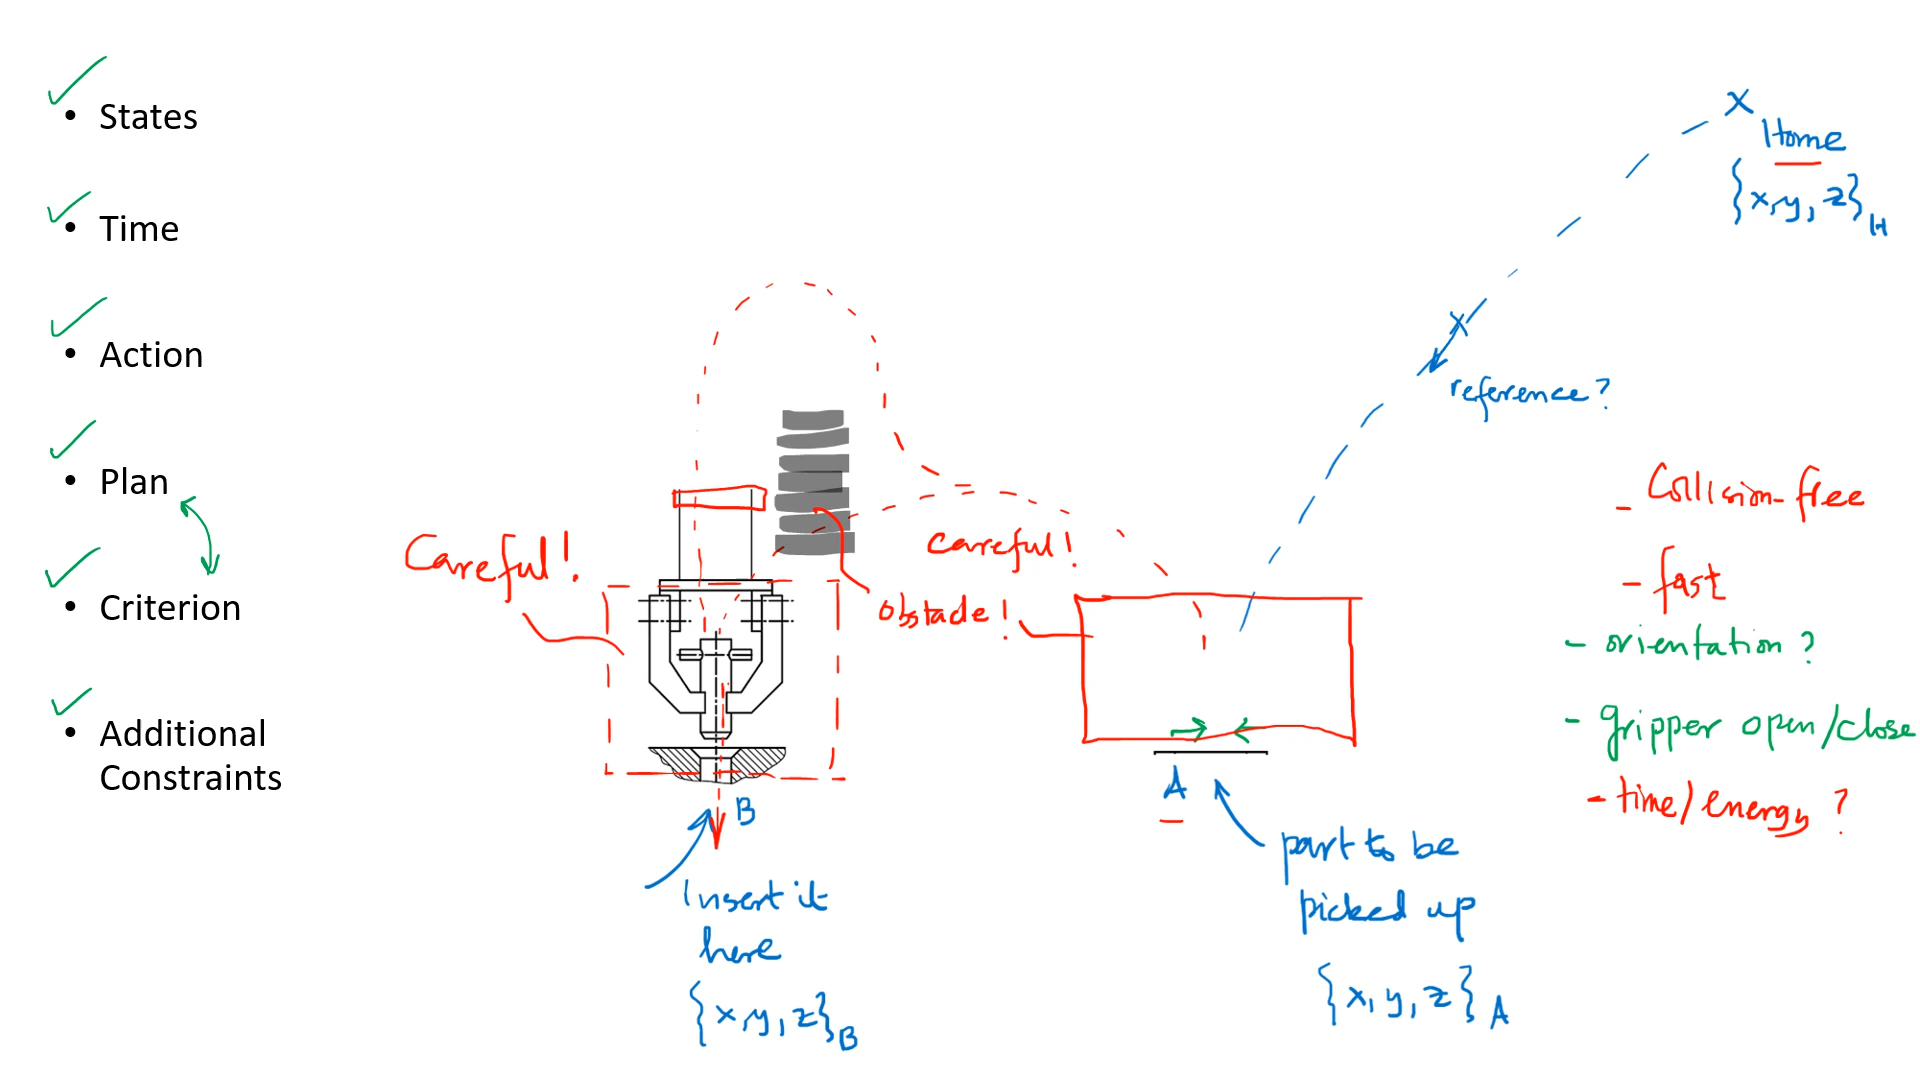 • States
• Time
• Action
• Plan
• Criterion
• Additional
Constraints
x
Home
{x, y, z}H
x
reference?
Careful!
careful!
obstacle!
- Collision-free
- fast
- orientation?
- gripper open/close
- time/energy?
B
Insert it
here
{x, y, z}B
A
part to be
picked up
{x, y, z}A